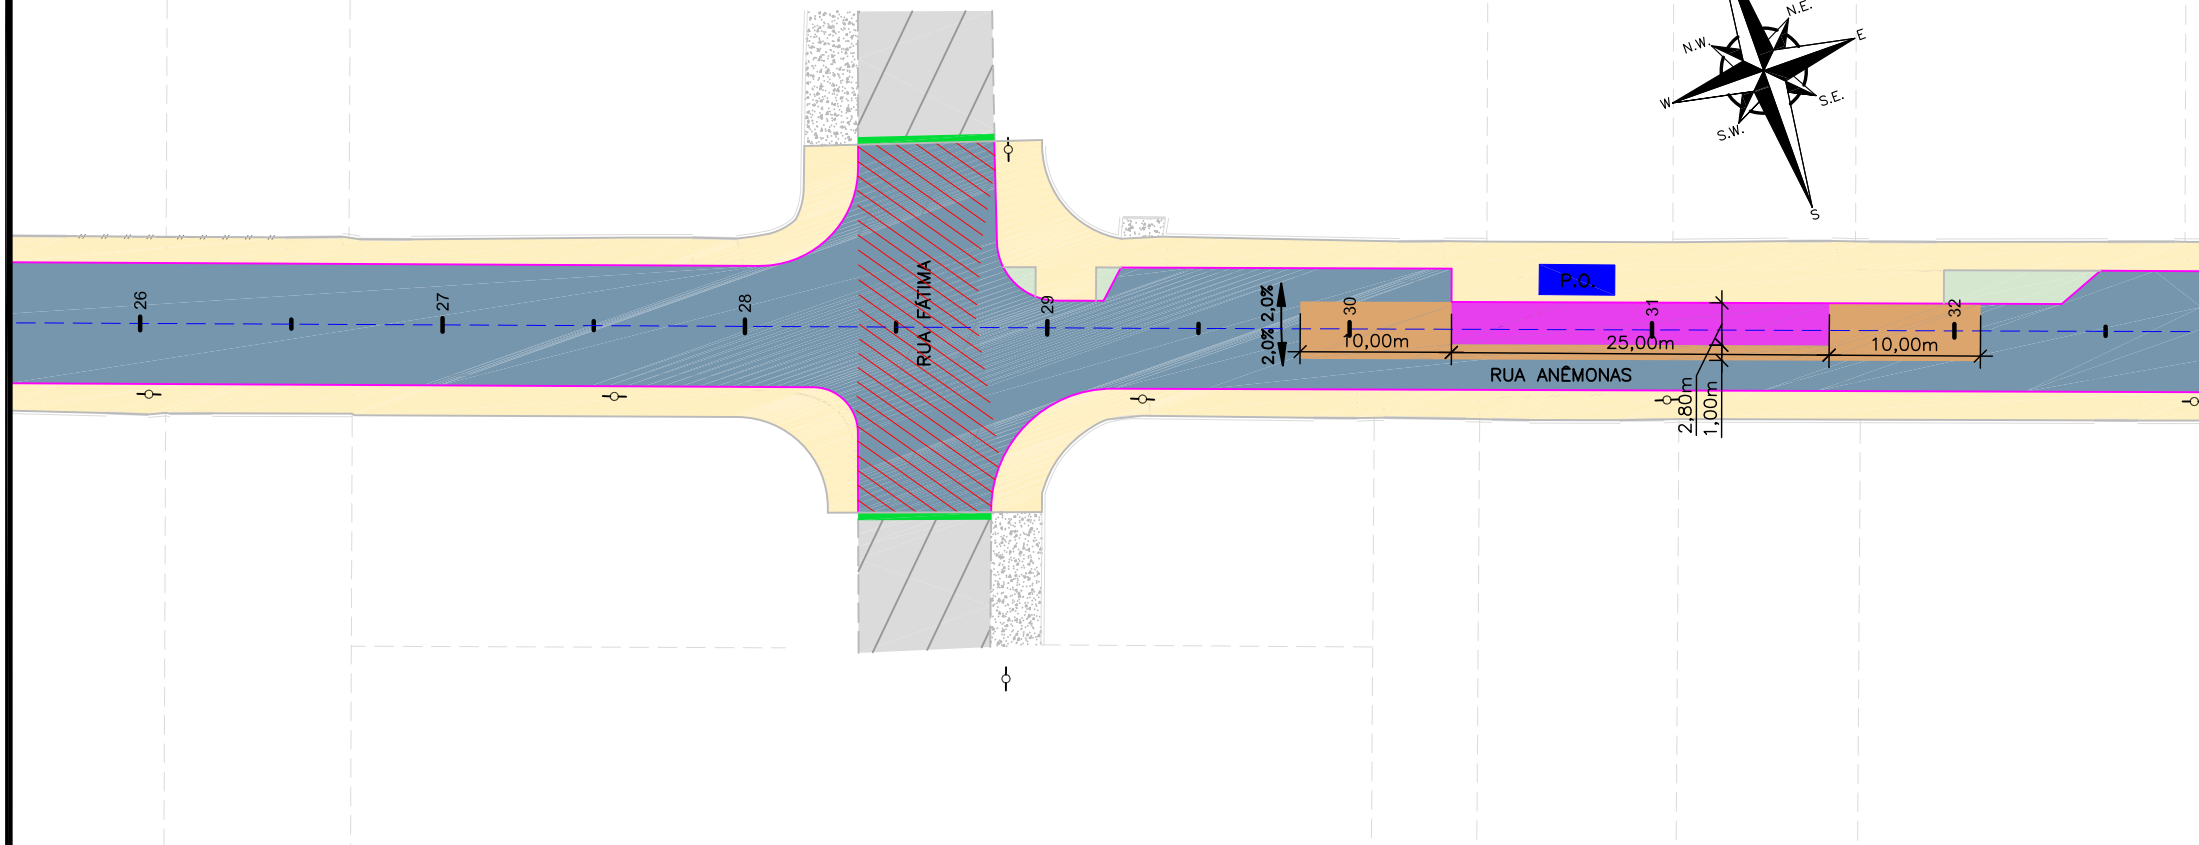 N.E.
N.W.
E
W
S.E.
S.W.
S
RUA FÁTIMA
P.O.
26
27
28
29
30
31
32
2,0%
2,0%
10,00m
25,00m
10,00m
RUA ANÊMONAS
2,80m
1,00m